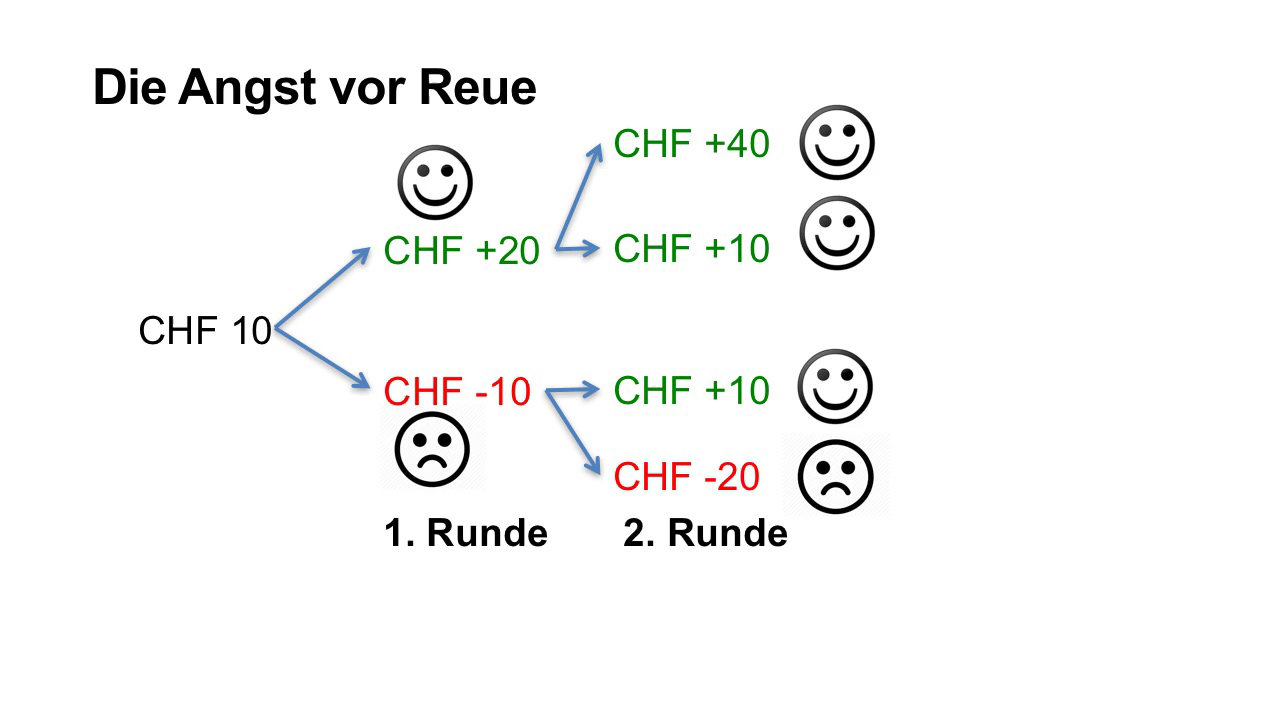 Die Angst vor Reue
CHF +40
CHF +20
CHF +10
CHF 10
CHF -10
CHF +10
CHF -20
1. Runde
2. Runde